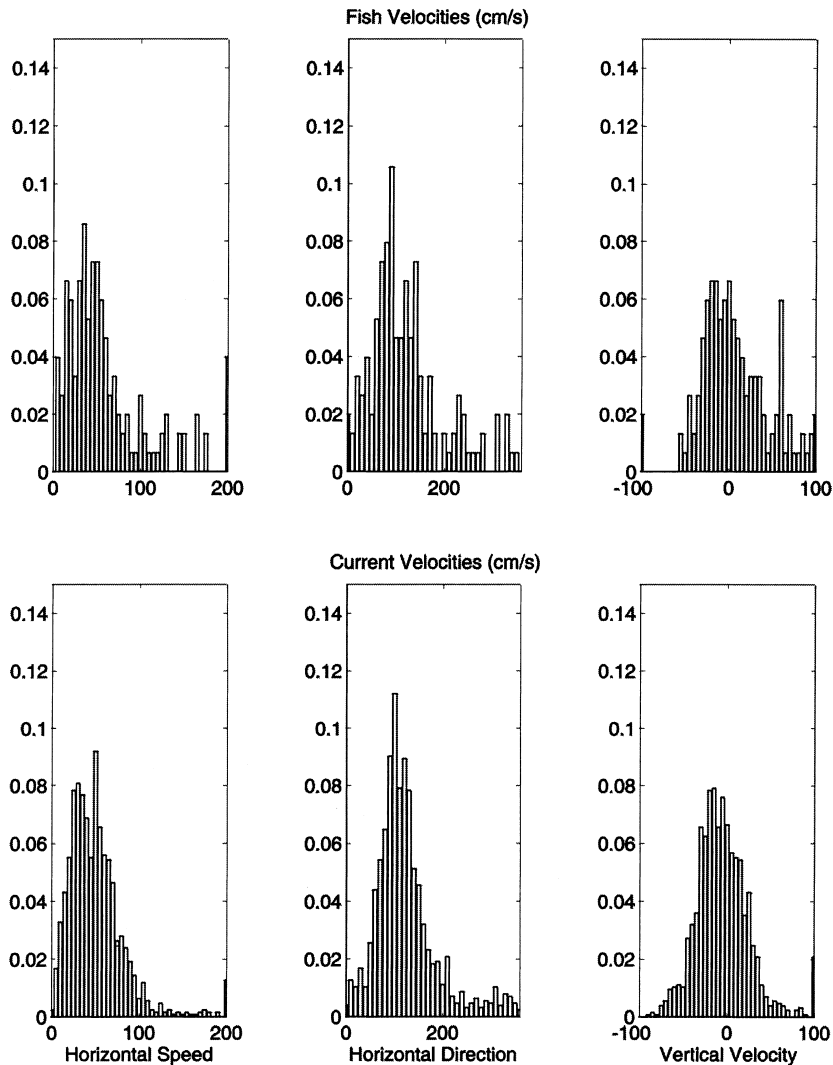 Fish Velocities (cm/s)
0.14 0.14 0.14
0.12 0.12 0.12
0.1 0.1 0.1
0.08 0.08 0.08
0.06 0.06 0.06
0.04 0.04 0.04
0.02 0.02 0.02
0 0 0
0 100 200 0 200 -100 0 100
Current Velocities (cm/s)
0.14 0.14 0.14
0.12 0.12 0.12
0.1 0.1 0.1
0.08 0.08 0.08
0.06 0.06 0.06
0.04 0.04 0.04
0.02 0.02 0.02
0 0 0
0 100 200 0 200 -100 0 100
Horizontal Speed Horizontal Direction Vertical Velocity